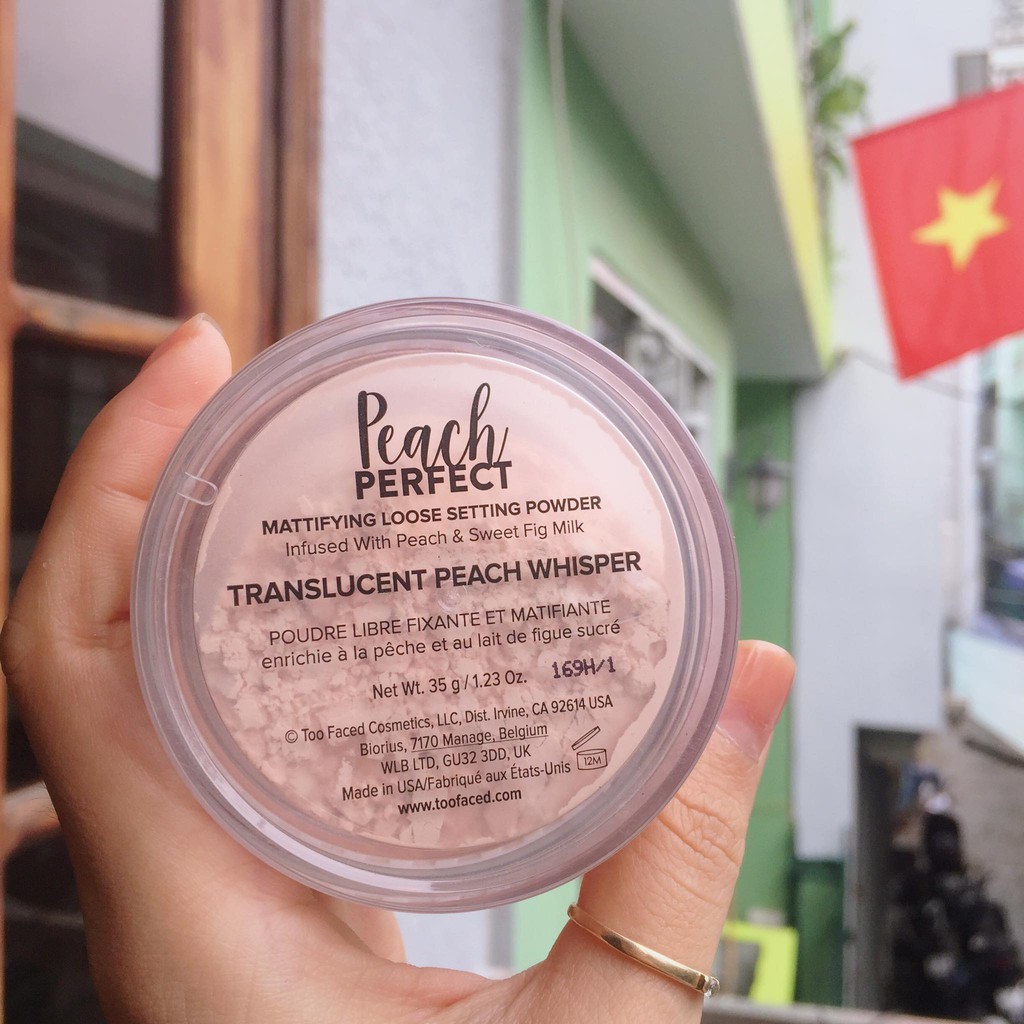 Peach
PERFECT
MATTIFYING LOOSE SETTING POWDER
Infused With Peach & Sweet Fig Milk
TRANSLUCENT PEACH WHISPER
POUDRE LIBRE FIXANTE ET MATIFIANTE
enrichie à la pêche et au lait de figue sucré
Net Wt. 35 g / 1.23 Oz. 169H/1
© Too Faced Cosmetics, LLC, Dist. Irvine, CA 92614 USA
Biorius, 7170 Manage, Belgium
WLB LTD, GU32 3DD, UK
12M
Made in USA/Fabriqué aux États-Unis
www.toofaced.com